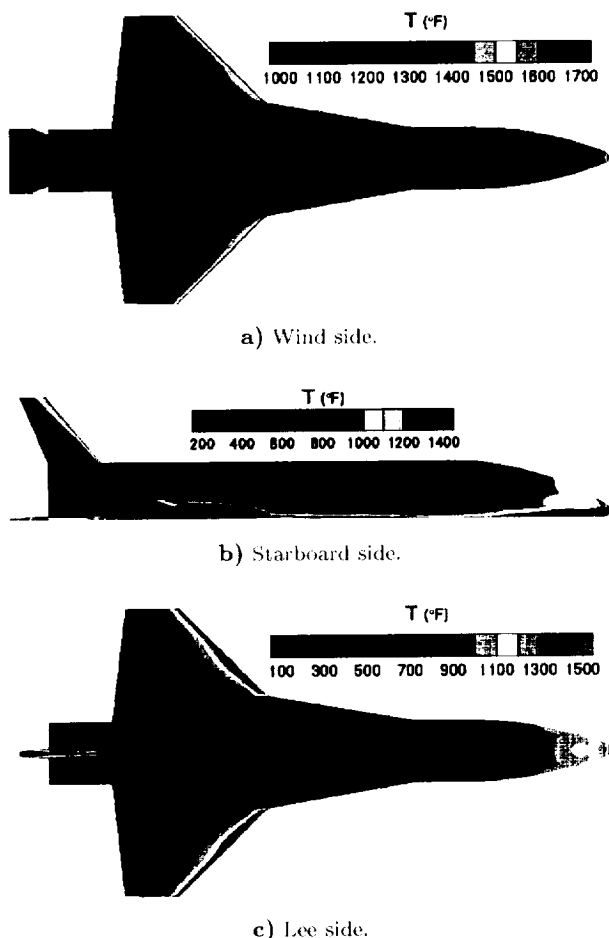 T (°F)
1000 1100 1200 1300 1400 1500 1600 1700
a) Wind side.
T (°F)
200 400 600 800 1000 1200 1400
b) Starboard side.
T (°F)
100 300 500 700 900 1100 1300 1500
c) Lee side.